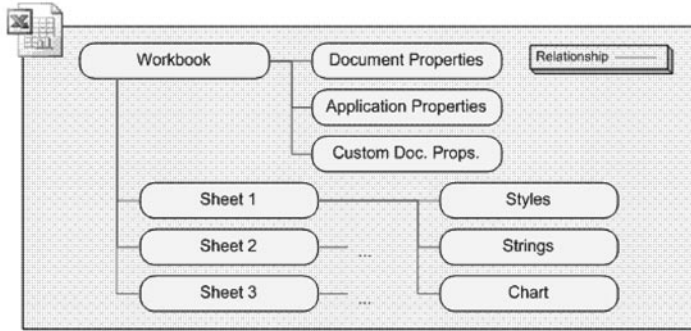 Workbook
Document Properties
Relationship
Application Properties
Custom Doc. Props.
Sheet 1
Styles
Sheet 2
...
Strings
Sheet 3
...
Chart